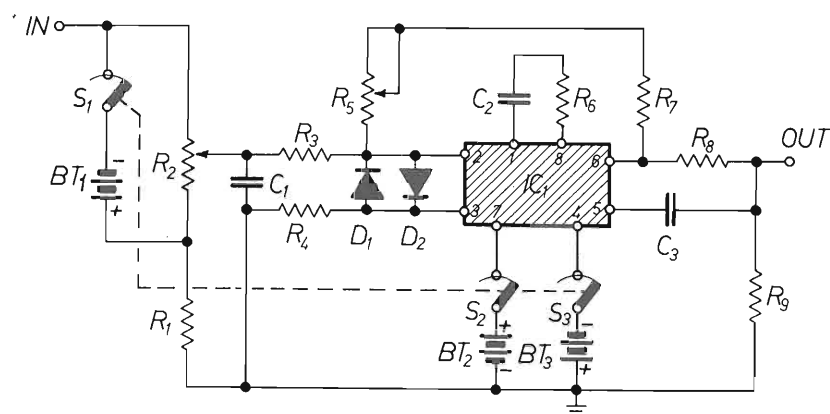 IN
S1
BT1
- +
R2
R1
C1
R3
R4
R5
D1
D2
C2
R6
R7
IC1
2
3
1
8
6
5
7
4
R8
OUT
C3
R9
S2
S3
BT2
+ -
BT3
- +